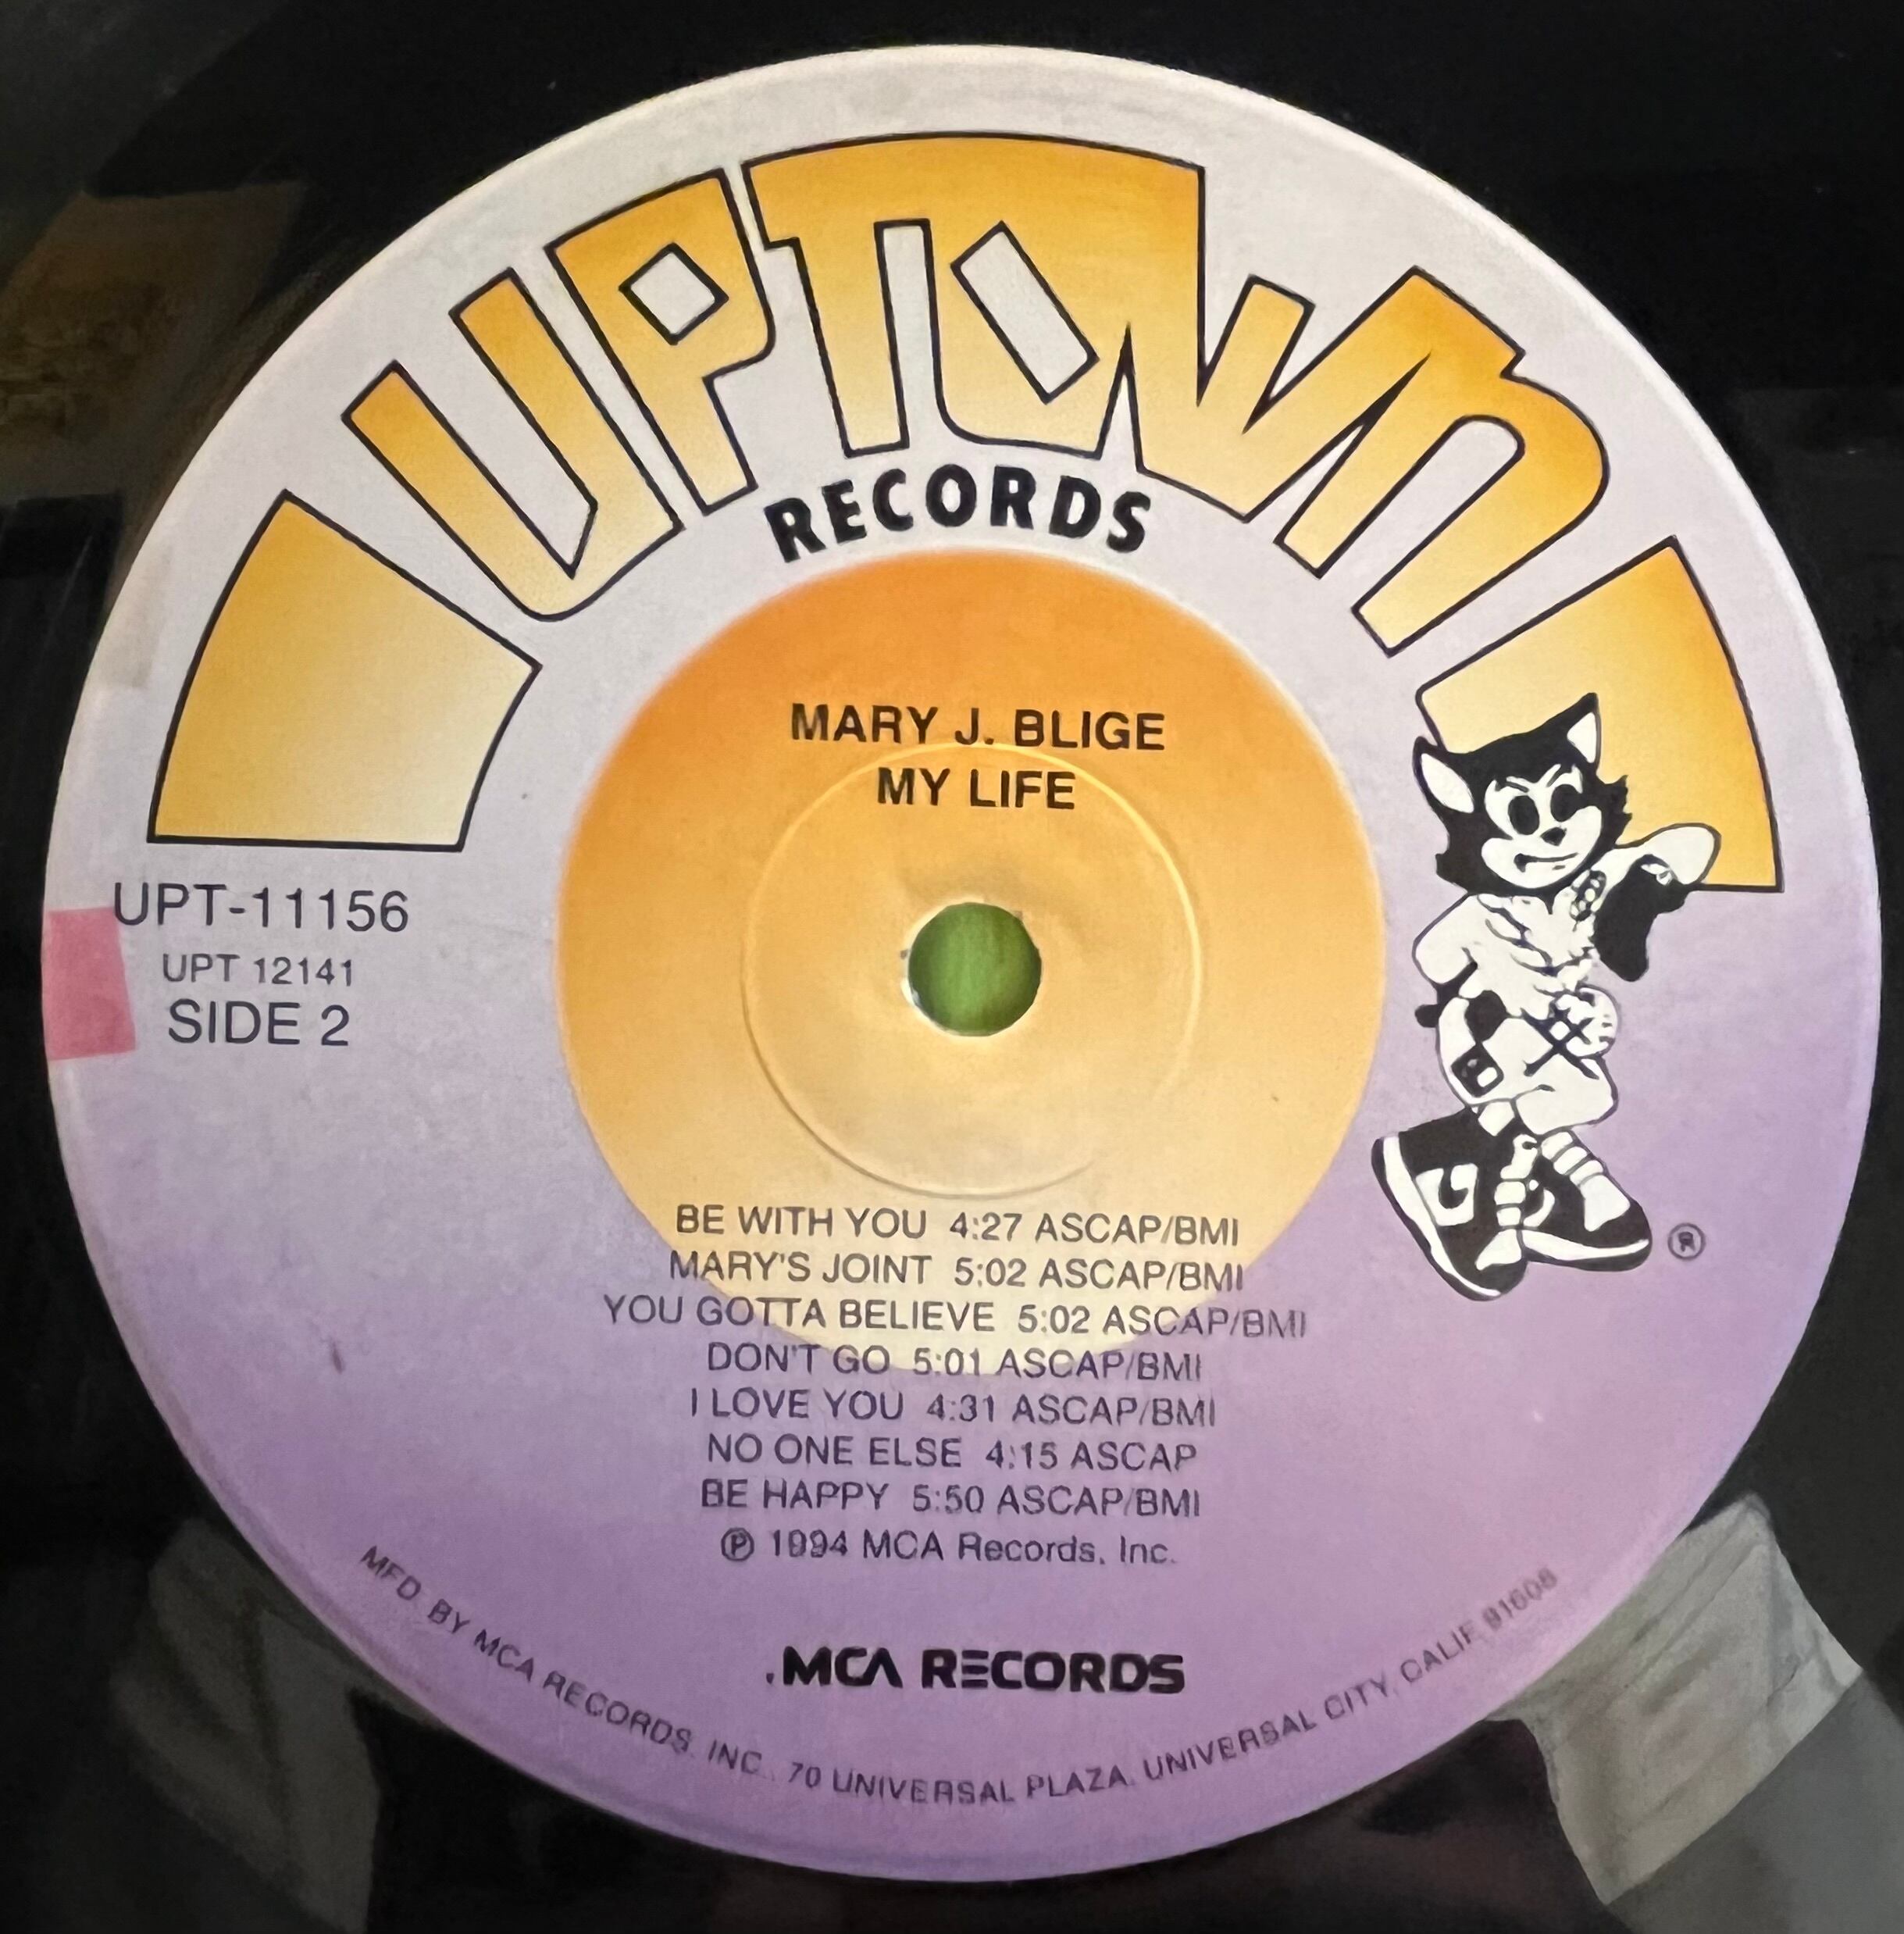 UPTOWN
RECORDS
MARY J. BLIGE
MY LIFE
UPT-11156
UPT 12141
SIDE 2
®
BE WITH YOU 4:27 ASCAP/BMI
MARY'S JOINT 5:02 ASCAP/BMI
YOU GOTTA BELIEVE 5:02 ASCAP/BMI
DON'T GO 5:01 ASCAP/BMI
I LOVE YOU 4:31 ASCAP/BMI
NO ONE ELSE 4:15 ASCAP
BE HAPPY 5:50 ASCAP/BMI
℗ 1994 MCA Records, Inc.
.MCA RECORDS
MFD. BY MCA RECORDS, INC., 70 UNIVERSAL PLAZA, UNIVERSAL CITY, CALIF. 91608